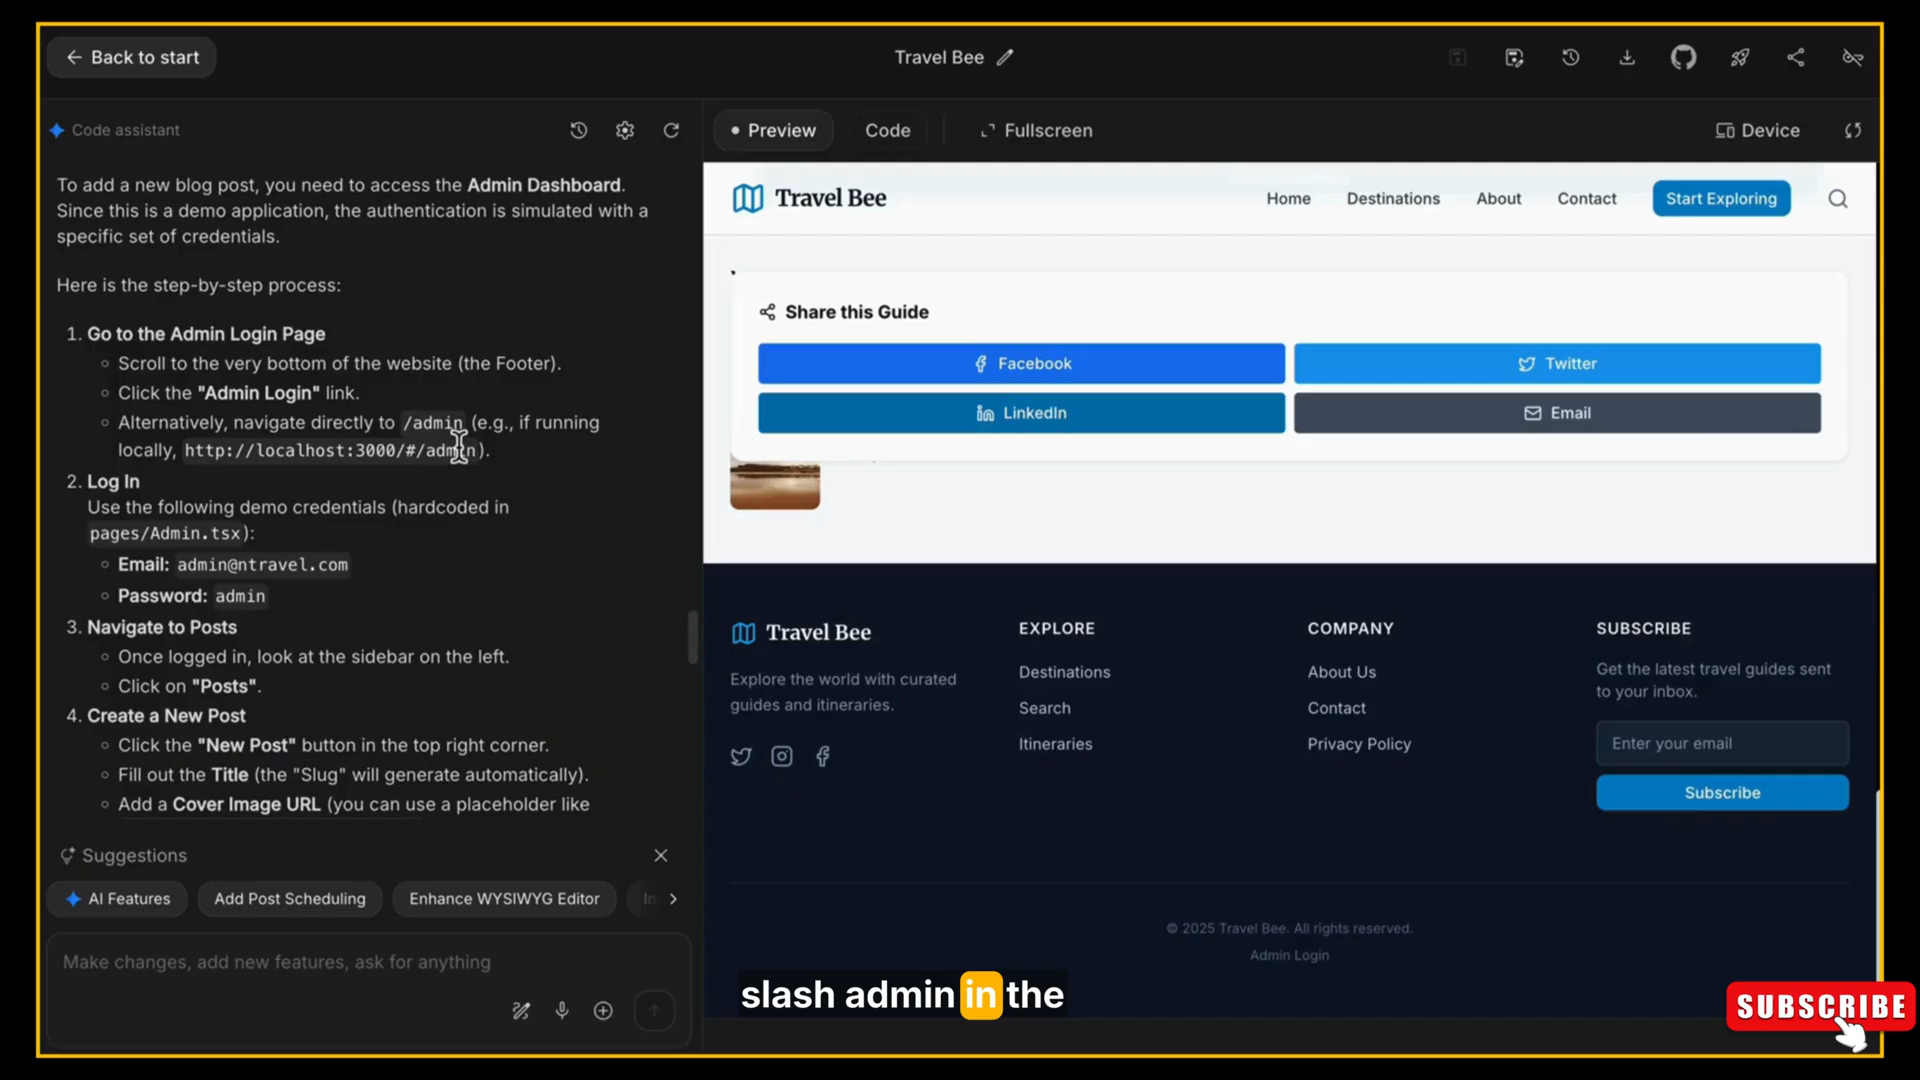 Back to start
Travel Bee
Code assistant
Preview
Code
Fullscreen
Device
To add a new blog post, you need to access the Admin Dashboard.
Since this is a demo application, the authentication is simulated with a
specific set of credentials.
Here is the step-by-step process:
1. Go to the Admin Login Page
Scroll to the very bottom of the website (the Footer).
Click the "Admin Login" link.
Alternatively, navigate directly to /admin (e.g., if running
locally, http://localhost:3000/#/admin).
2. Log In
Use the following demo credentials (hardcoded in
pages/Admin.tsx):
Email: admin@ntravel.com
Password: admin
3. Navigate to Posts
Once logged in, look at the sidebar on the left.
Click on "Posts".
4. Create a New Post
Click the "New Post" button in the top right corner.
Fill out the Title (the "Slug" will generate automatically).
Add a Cover Image URL (you can use a placeholder like
Suggestions
AI Features
Add Post Scheduling
Enhance WYSIWYG Editor
In
Make changes, add new features, ask for anything
Travel Bee
Home
Destinations
About
Contact
Start Exploring
Share this Guide
Facebook
Twitter
LinkedIn
Email
Travel Bee
Explore the world with curated
guides and itineraries.
EXPLORE
Destinations
Search
Itineraries
COMPANY
About Us
Contact
Privacy Policy
SUBSCRIBE
Get the latest travel guides sent
to your inbox.
Enter your email
Subscribe
© 2025 Travel Bee. All rights reserved.
Admin Login
slash admin in the
SUBSCRIBE